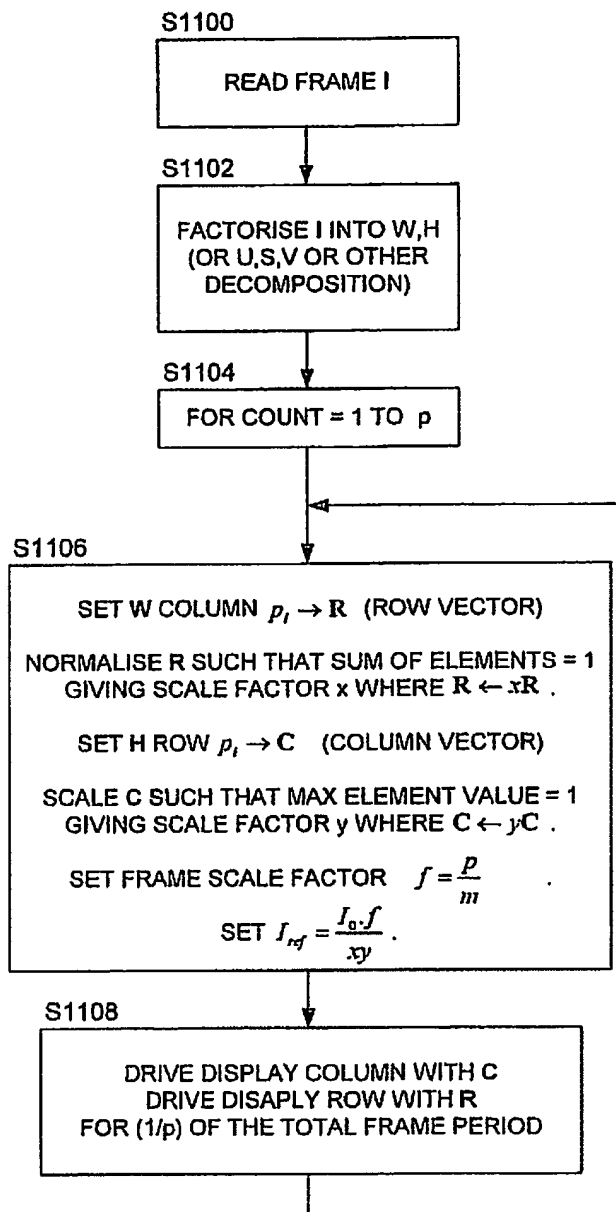 S1100
READ FRAME I
S1102
FACTORISE I INTO W,H
(OR U,S,V OR OTHER
DECOMPOSITION)
S1104
FOR COUNT = 1 TO p
S1106
SET W COLUMN p_i → R (ROW VECTOR)
NORMALISE R SUCH THAT SUM OF ELEMENTS = 1
GIVING SCALE FACTOR x WHERE R ← xR .
SET H ROW p_i → C (COLUMN VECTOR)
SCALE C SUCH THAT MAX ELEMENT VALUE = 1
GIVING SCALE FACTOR y WHERE C ← yC .
SET FRAME SCALE FACTOR f = p/m .
SET I_ref = I_0.f/xy .
S1108
DRIVE DISPLAY COLUMN WITH C
DRIVE DISAPLY ROW WITH R
FOR (1/p) OF THE TOTAL FRAME PERIOD